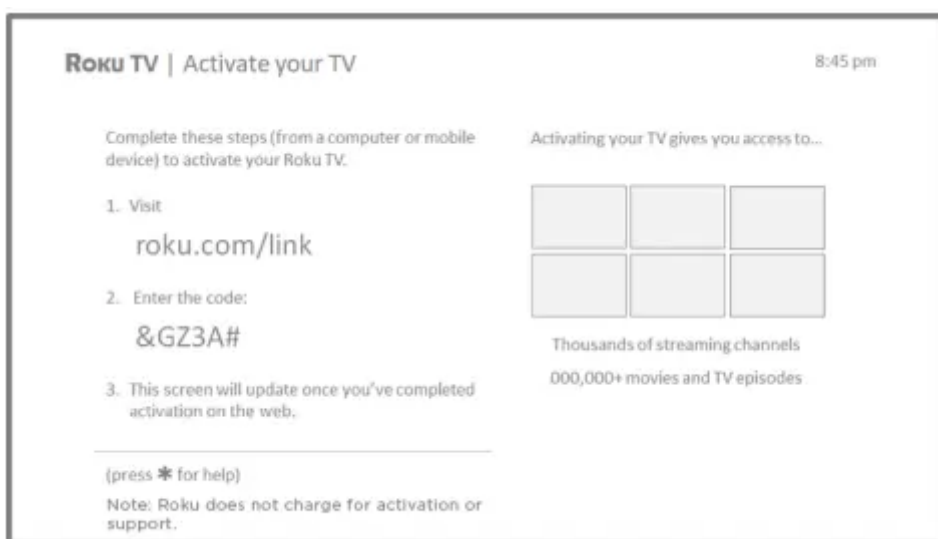 Roku TV | Activate your TV
8:45 pm
Complete these steps (from a computer or mobile
device) to activate your Roku TV.
1. Visit
roku.com/link
2. Enter the code:
&GZ3A#
3. This screen will update once you've completed
activation on the web.
(press ✱ for help)
Note: Roku does not charge for activation or
support.
Activating your TV gives you access to...
Thousands of streaming channels
000,000+ movies and TV episodes